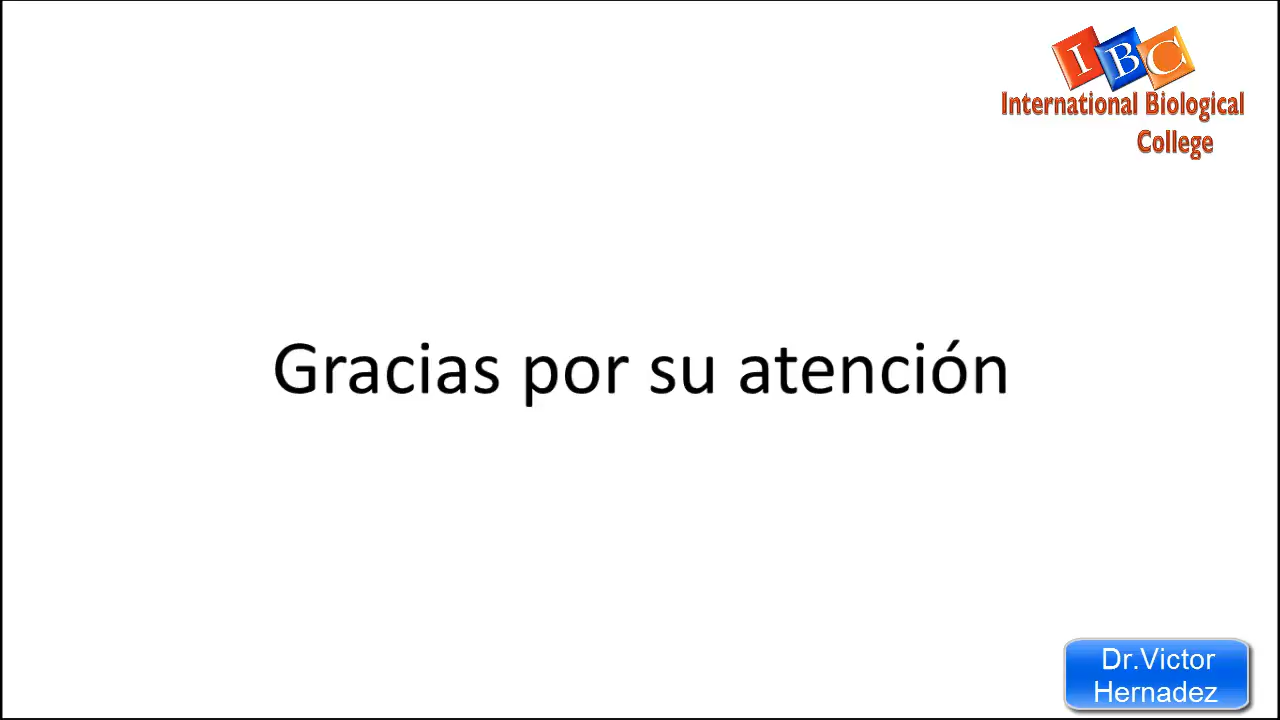 IBC
International Biological
College
Gracias por su atención
Dr.Victor
Hernadez